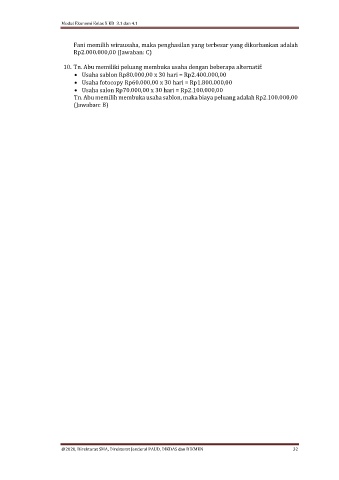 Modul Ekonomi Kelas X KD 3.1 dan 4.1
Fani memilih wirausaha, maka penghasilan yang terbesar yang dikorbankan adalah
Rp2.000.000,00 (Jawaban: C)
10. Tn. Abu memiliki peluang membuka usaha dengan beberapa alternatif:
• Usaha sablon Rp80.000,00 x 30 hari = Rp2.400.000,00
• Usaha fotocopy Rp60.000,00 x 30 hari = Rp1.800.000,00
• Usaha salon Rp70.000,00 x 30 hari = Rp2.100.000,00
Tn. Abu memilih membuka usaha sablon, maka biaya peluang adalah Rp2.100.000,00
(Jawaban: B)
@2020, Direktorat SMA, Direktorat Jenderal PAUD, DIKDAS dan DIKMEN 32